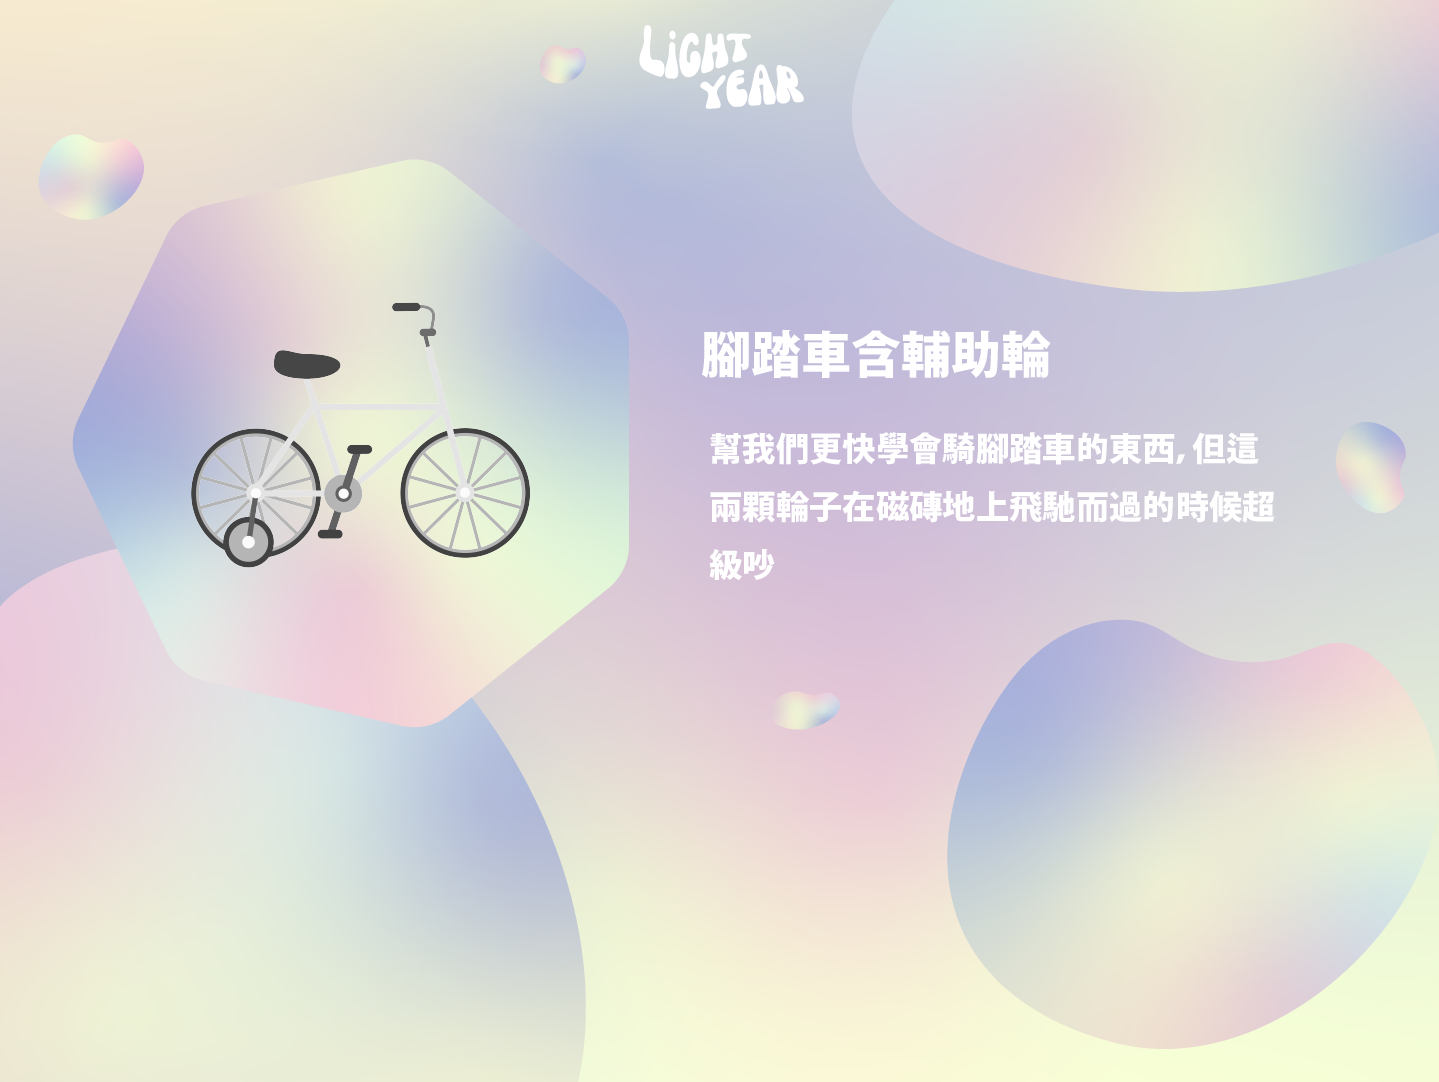 LiGHT
YEAR
腳踏車含輔助輪
幫我們更快學會騎腳踏車的東西, 但這
兩顆輪子在磁磚地上飛馳而過的時候超
級吵